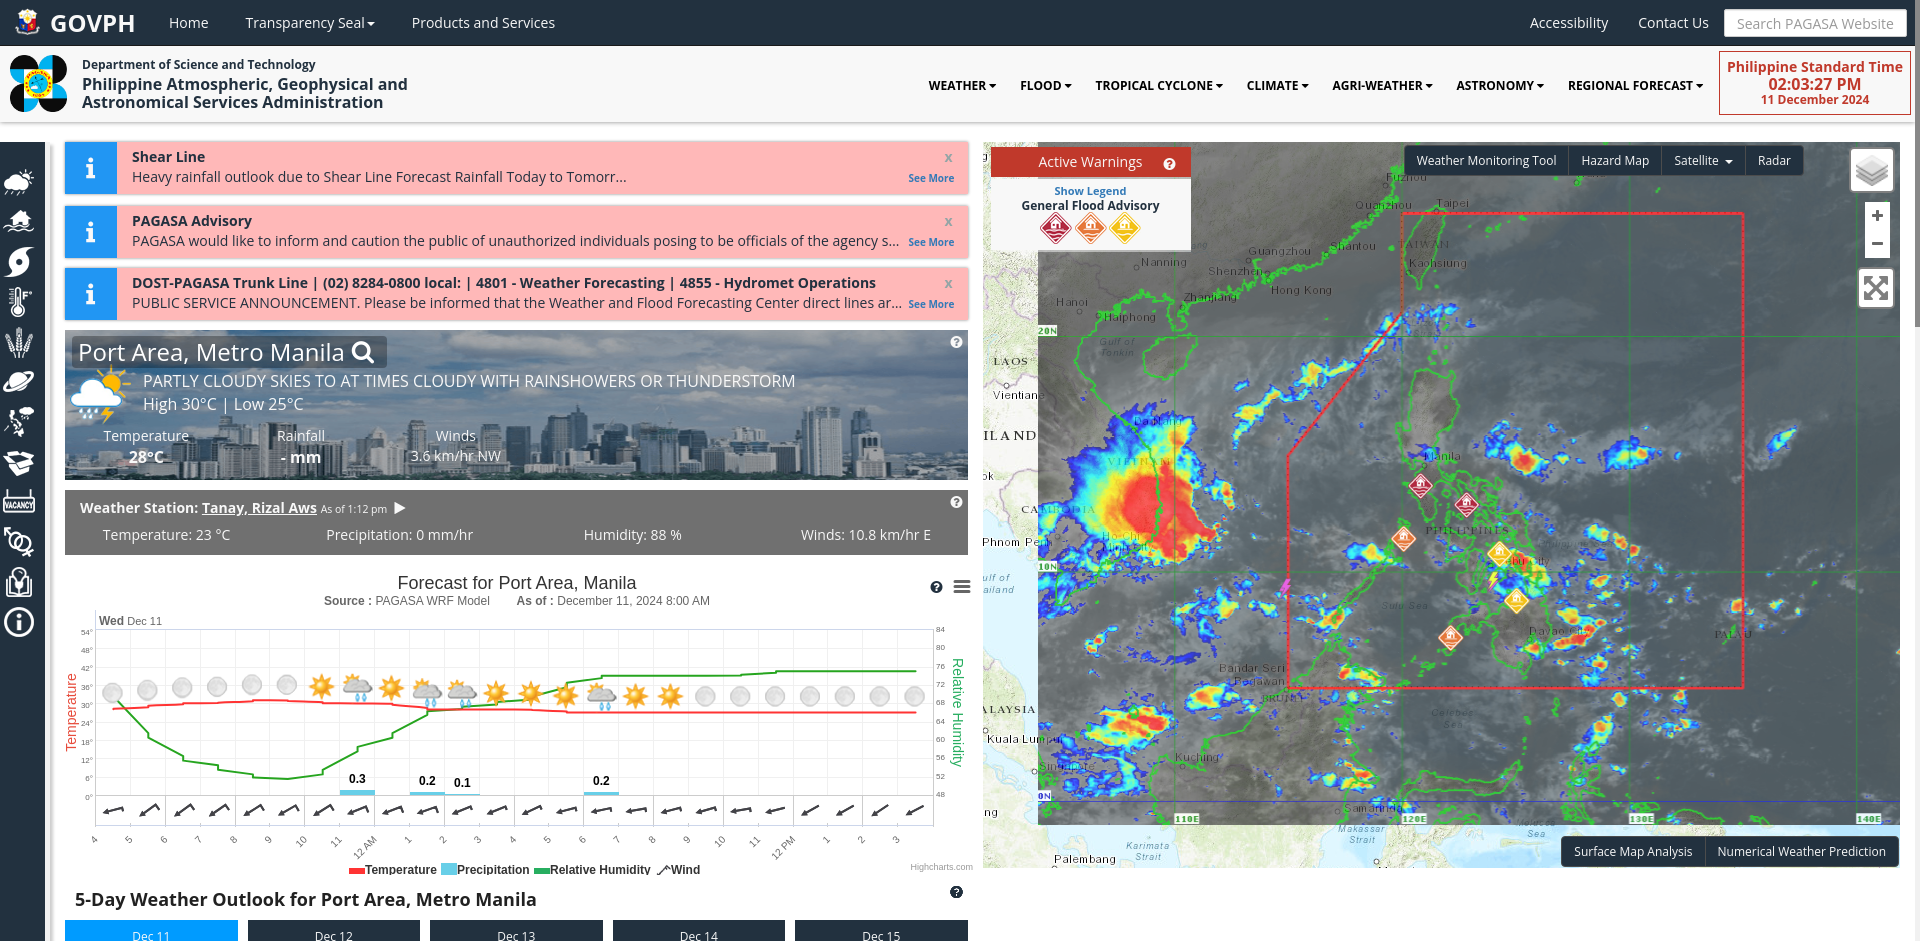 GOVPH
Home
Transparency Seal
Products and Services
Accessibility
Contact Us
Search PAGASA Website
Department of Science and Technology
Philippine Atmospheric, Geophysical and
Astronomical Services Administration
WEATHER
FLOOD
TROPICAL CYCLONE
CLIMATE
AGRI-WEATHER
ASTRONOMY
REGIONAL FORECAST
Philippine Standard Time
02:03:27 PM
11 December 2024
VACANCY
Shear Line
x
Heavy rainfall outlook due to Shear Line Forecast Rainfall Today to Tomorr...
See More
PAGASA Advisory
x
PAGASA would like to inform and caution the public of unauthorized individuals posing to be officials of the agency s...
See More
DOST-PAGASA Trunk Line | (02) 8284-0800 local: | 4801 - Weather Forecasting | 4855 - Hydromet Operations
x
PUBLIC SERVICE ANNOUNCEMENT. Please be informed that the Weather and Flood Forecasting Center direct lines ar...
See More
Port Area, Metro Manila
PARTLY CLOUDY SKIES TO AT TIMES CLOUDY WITH RAINSHOWERS OR THUNDERSTORM
High 30°C | Low 25°C
Temperature
Rainfall
Winds
28°C
- mm
3.6 km/hr NW
Weather Station: Tanay, Rizal Aws As of 1:12 pm
Temperature: 23 °C
Precipitation: 0 mm/hr
Humidity: 88 %
Winds: 10.8 km/hr E
Forecast for Port Area, Manila
Source : PAGASA WRF Model As of : December 11, 2024 8:00 AM
Wed Dec 11
Temperature
54°
48°
42°
36°
30°
24°
18°
12°
6°
0°
84
80
76
72
68
64
60
56
52
48
Relative Humidity
0.3
0.2
0.1
0.2
4 5 6 7 8 9 10 11 12 AM 1 2 3 4 5 6 7 8 9 10 11 12 PM 1 2 3
Temperature
Precipitation
Relative Humidity
Wind
Highcharts.com
5-Day Weather Outlook for Port Area, Metro Manila
Dec 11
Dec 12
Dec 13
Dec 14
Dec 15
Active Warnings
Show Legend
General Flood Advisory
Weather Monitoring Tool
Hazard Map
Satellite
Radar
+
−
Fuzhou
Quanzhou
Taipei
Shantou
TAIWAN
Guangzhou
Nanning
Shenzhen
Kaohsiung
Hong Kong
Zhanjiang
Hanoi
Haiphong
20N
Gulf of
Tonkin
LAOS
Vientiane
Da Nang
ILAND
VIETNAM
Manila
CAMBODIA
PHILIPPINES
Phnom Pe
10N
Sulu Sea
Davao City
PALAU
Bandar Seri
Begawan
BRUNEI
ALAYSIA
Celebes
Sea
Kuala Lumpu
Kuching
Singapore
0N
Samarinda
110E
120E
130E
140E
Makassar
Strait
Karimata
Strait
Palembang
Surface Map Analysis
Numerical Weather Prediction